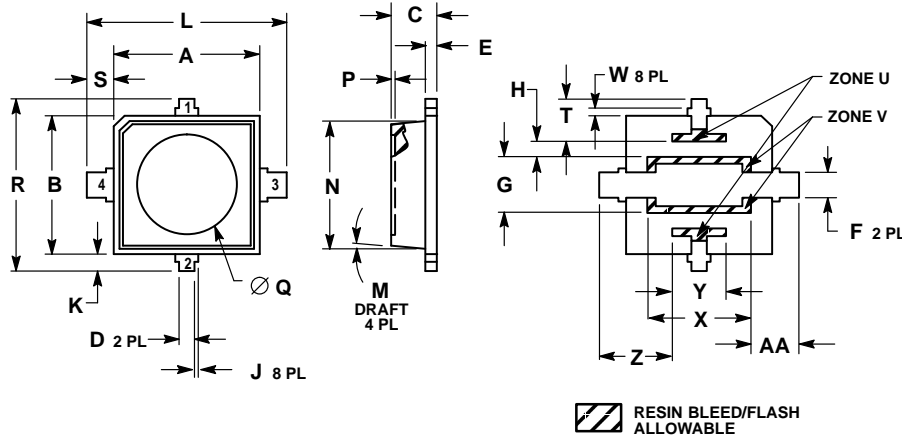 L
A
S
C
E
P
W 8 PL
H
T
ZONE U
ZONE V
1
R
B
4
3
N
G
F 2 PL
2
K
Ø Q
M
DRAFT
4 PL
Y
X
D 2 PL
Z
AA
J 8 PL
RESIN BLEED/FLASH
ALLOWABLE